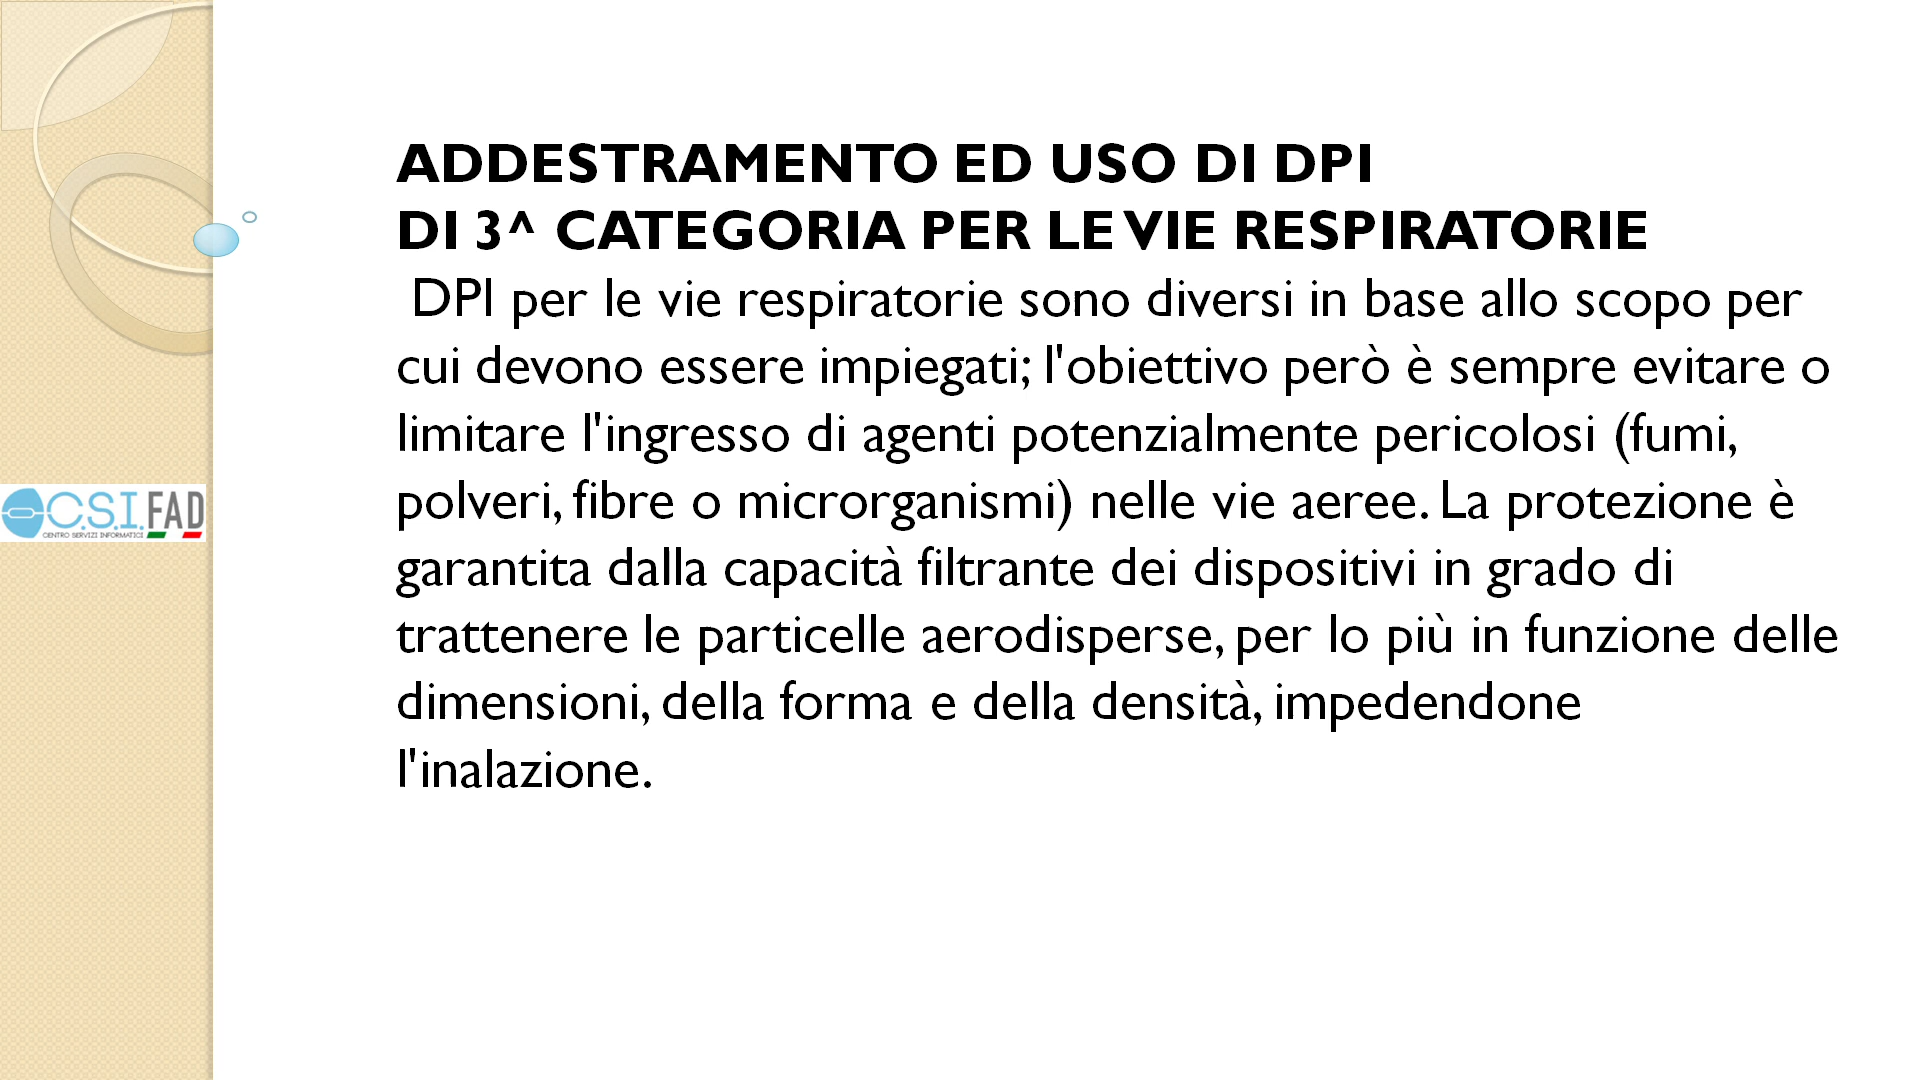 ADDESTRAMENTO ED USO DI DPI
DI 3^ CATEGORIA PER LE VIE RESPIRATORIE
DPI per le vie respiratorie sono diversi in base allo scopo per
cui devono essere impiegati; l'obiettivo però è sempre evitare o
limitare l'ingresso di agenti potenzialmente pericolosi (fumi,
polveri, fibre o microrganismi) nelle vie aeree. La protezione è
garantita dalla capacità filtrante dei dispositivi in grado di
trattenere le particelle aerodisperse, per lo più in funzione delle
dimensioni, della forma e della densità, impedendone
l'inalazione.
C.S.I. FAD
CENTRO SERVIZI INFORMATICI